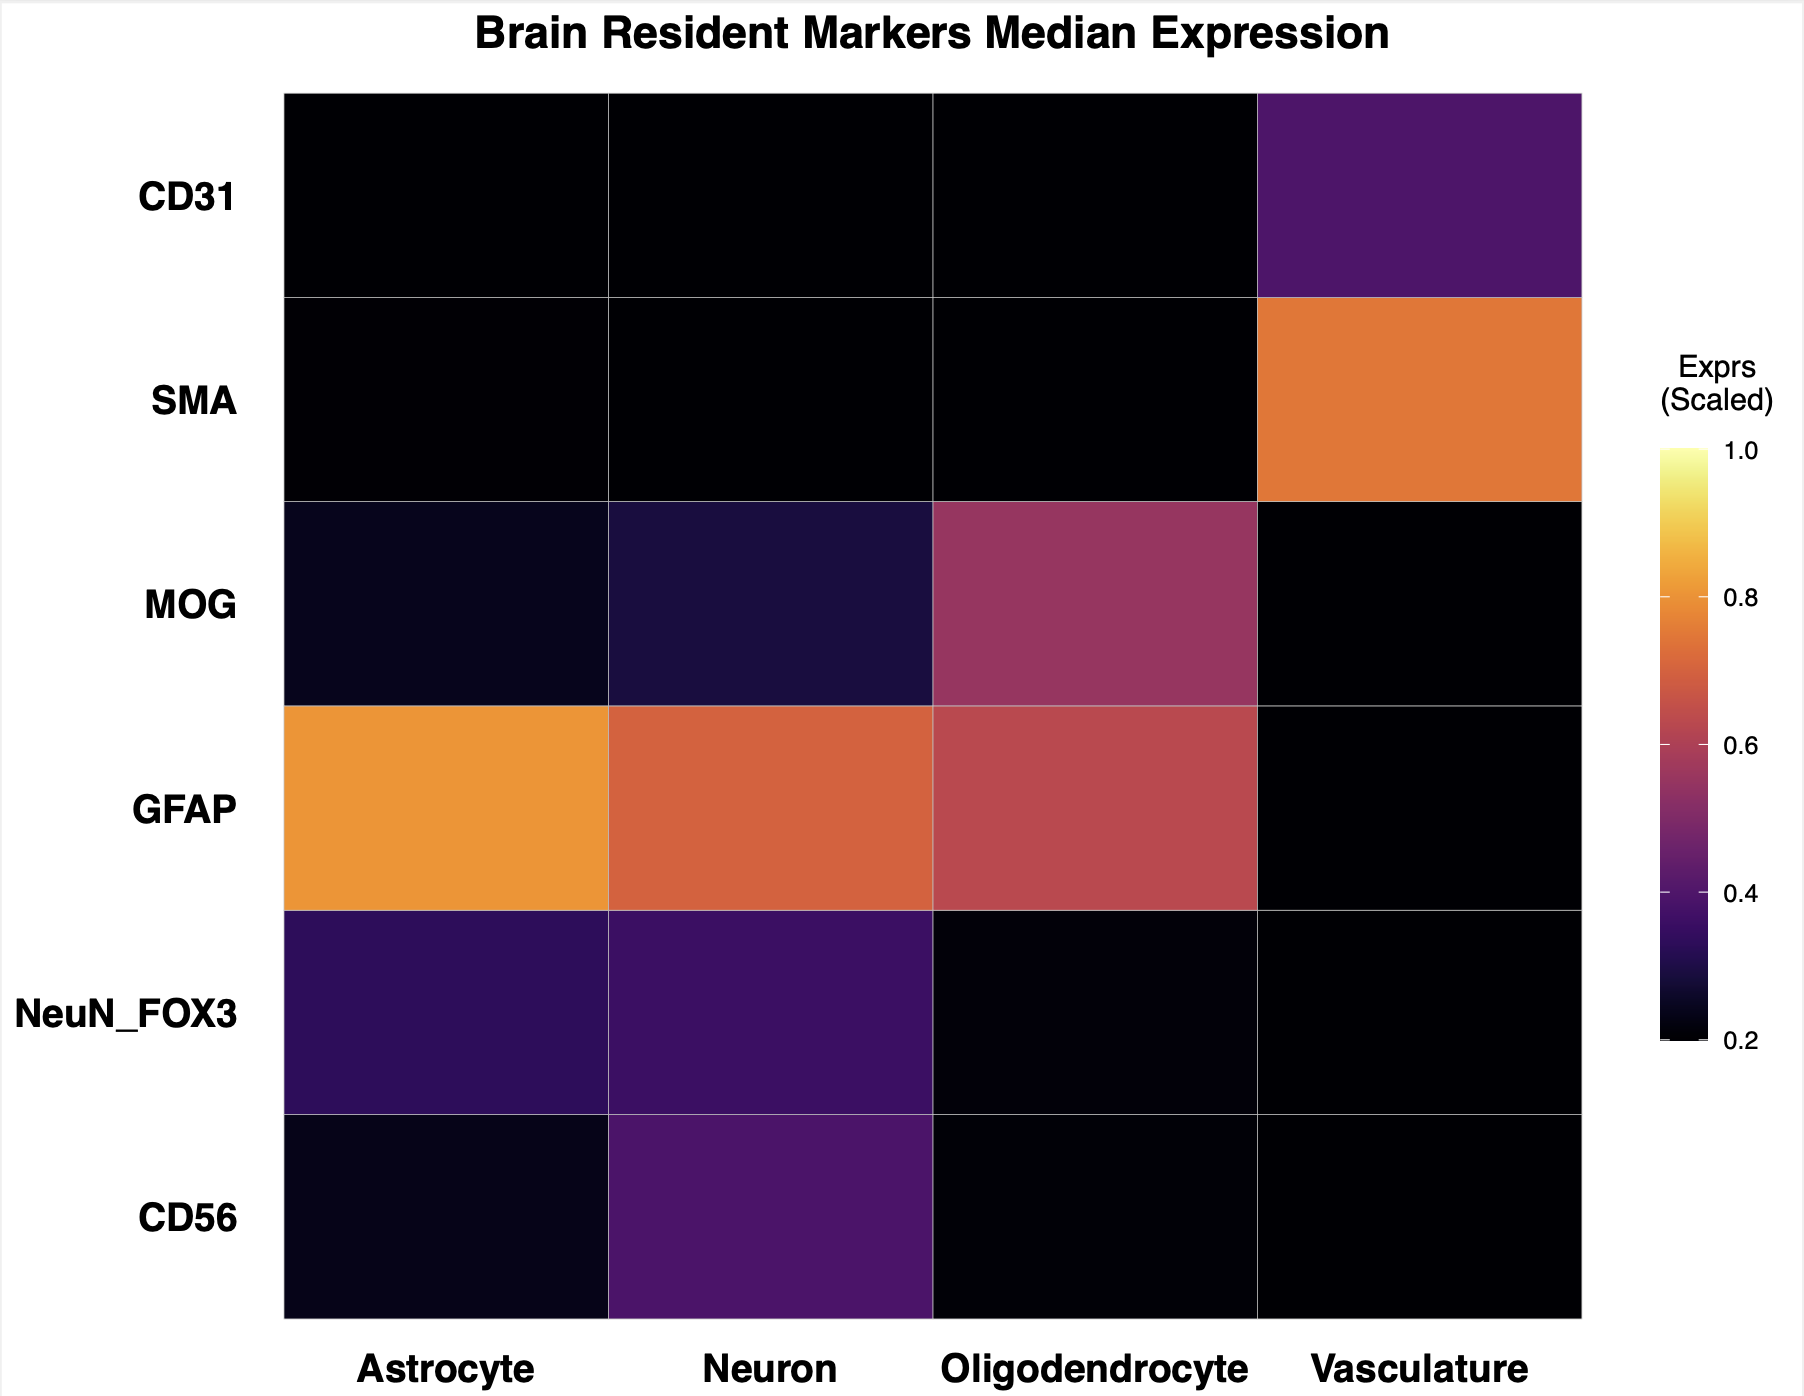 Brain Resident Markers Median Expression
CD31
SMA
MOG
GFAP
NeuN_FOX3
CD56
Astrocyte
Neuron
Oligodendrocyte
Vasculature
Exprs
(Scaled)
1.0
0.8
0.6
0.4
0.2